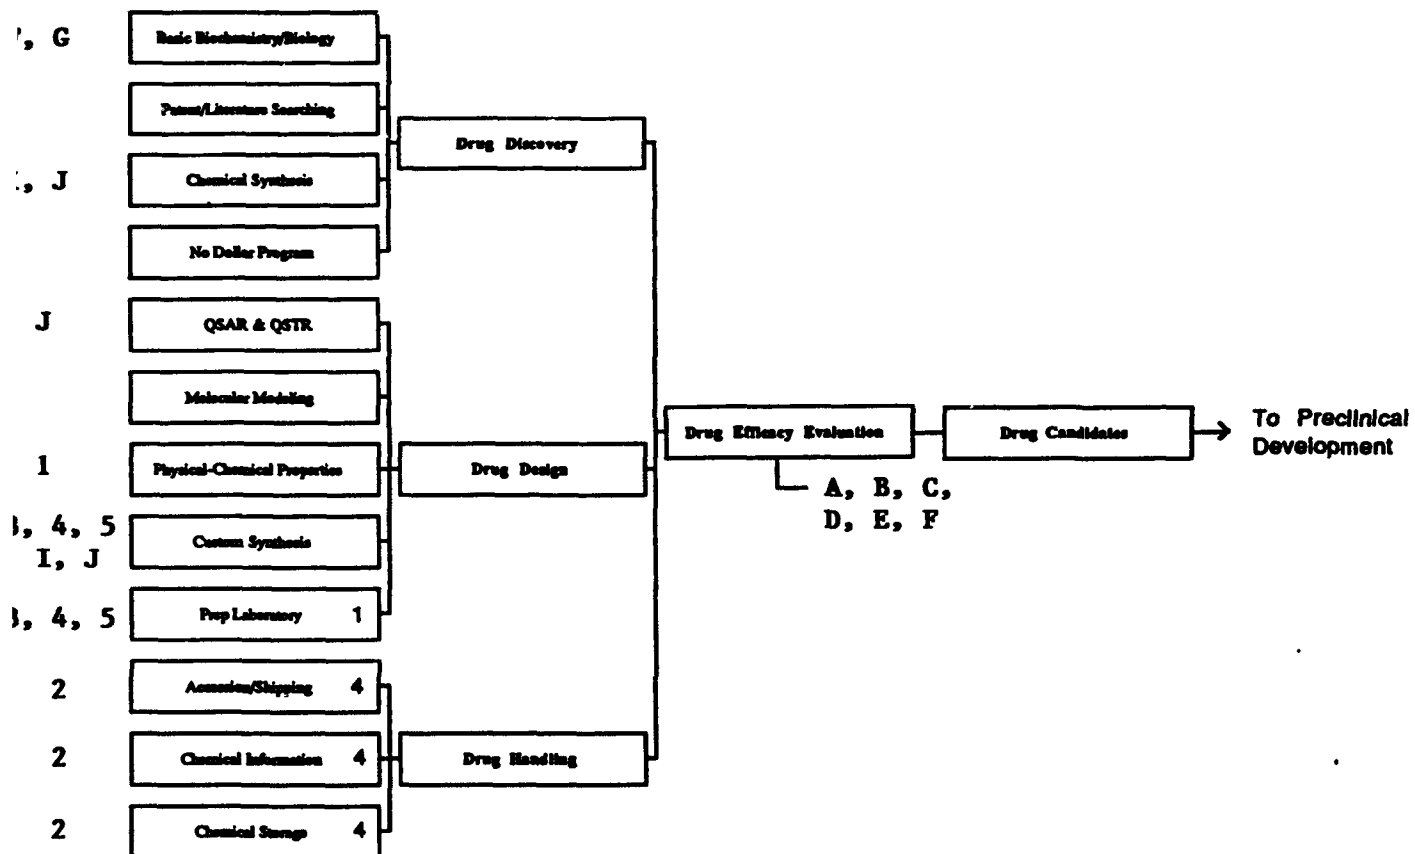 , G
Basic Biochemistry/Biology
Patent/Literature Searching
Drug Discovery
, J
Chemical Synthesis
No Dollar Program
J
QSAR & QSTR
Molecular Modeling
Drug Efficacy Evaluation
Drug Candidates
To Preclinical
Development
1
Physical-Chemical Properties
Drug Design
A, B, C,
D, E, F
, 4, 5
I, J
Custom Synthesis
, 4, 5
Prep Laboratory 1
2
Accession/Shipping 4
2
Chemical Information 4
Drug Handling
2
Chemical Storage 4